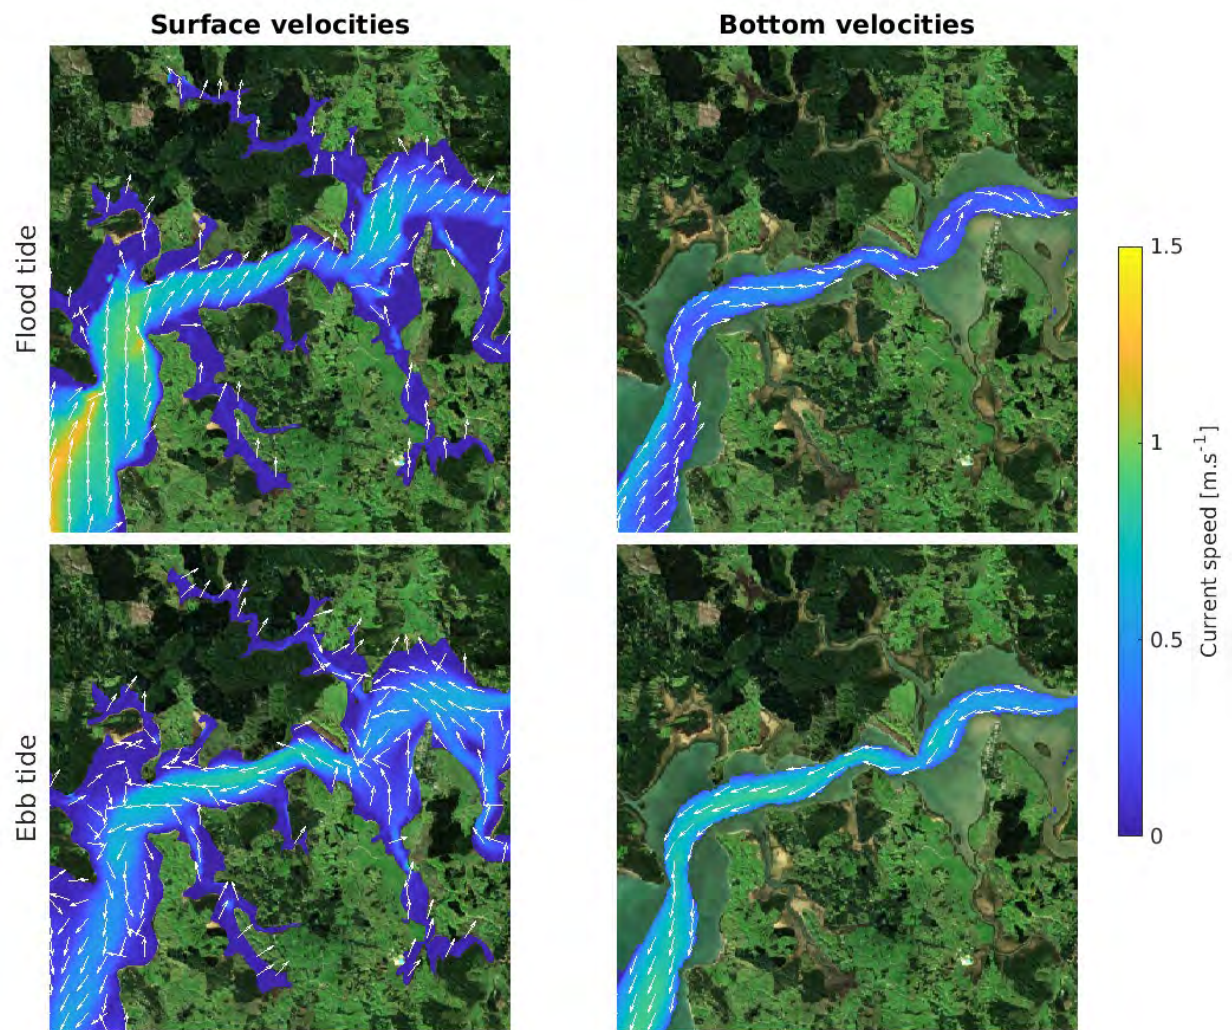 Surface velocities
Bottom velocities
Flood tide
Ebb tide
1.5
1
0.5
0
Current speed [m.s⁻¹]